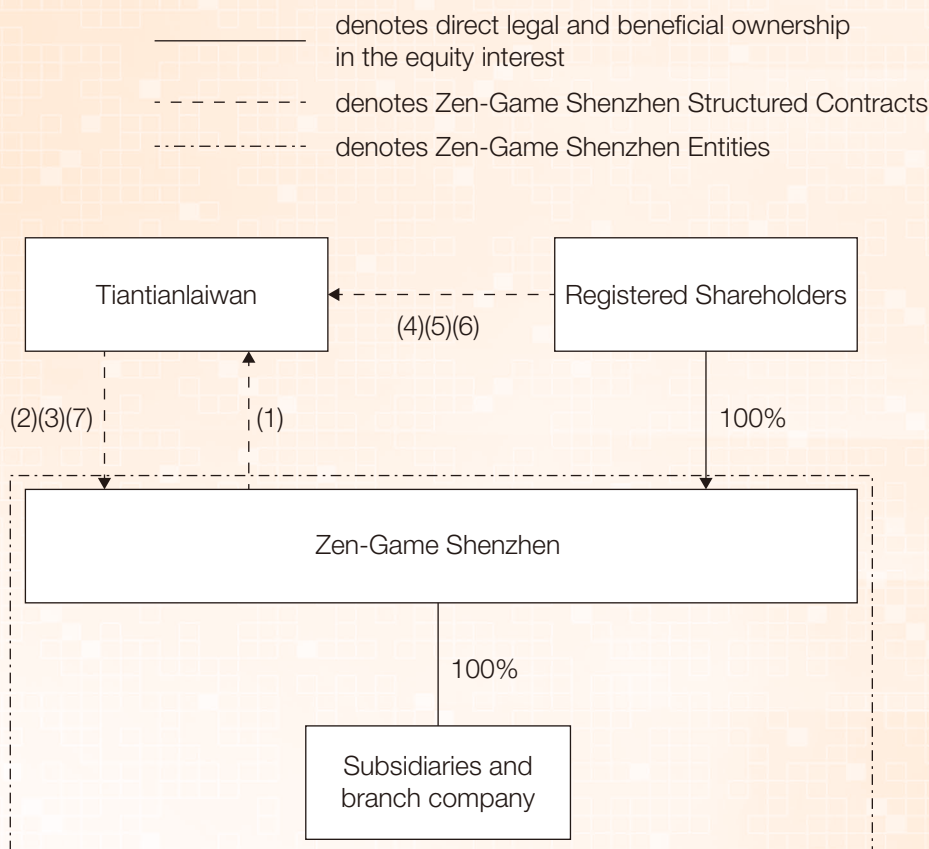 denotes direct legal and beneficial ownership
in the equity interest
denotes Zen-Game Shenzhen Structured Contracts
denotes Zen-Game Shenzhen Entities
Tiantianlaiwan
Registered Shareholders
(4)(5)(6)
(2)(3)(7)
(1)
100%
Zen-Game Shenzhen
100%
Subsidiaries and
branch company